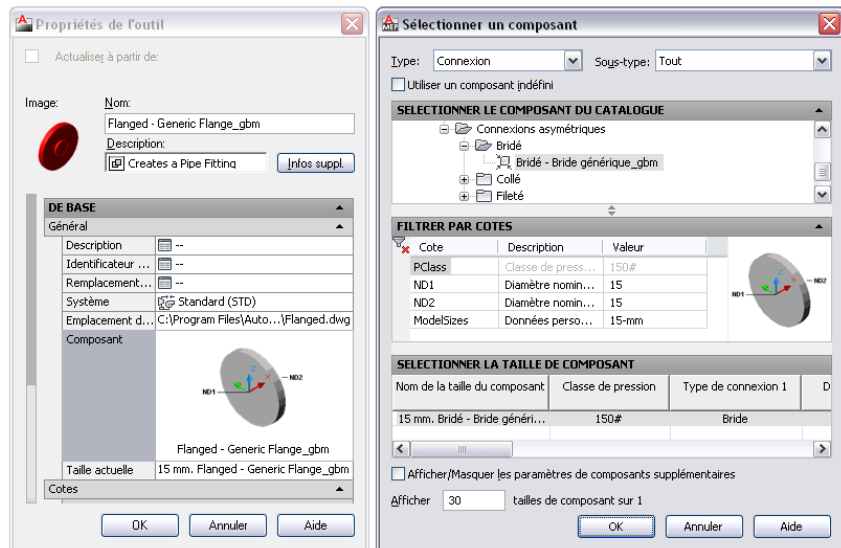 Propriétés de l'outil
Actualiser à partir de:
Image:
Nom:
Flanged - Generic Flange_gbm
Description:
Creates a Pipe Fitting
Infos suppl.
DE BASE
Général
Description --
Identificateur ... --
Remplacement... --
Système Standard (STD)
Emplacement d... C:\Program Files\Auto...\Flanged.dwg
Composant
ND1
ND2
Flanged - Generic Flange_gbm
Taille actuelle 15 mm. Flanged - Generic Flange_gbm
Cotes
OK Annuler Aide
MEP
Sélectionner un composant
Type: Connexion Sous-type: Tout
Utiliser un composant indéfini
SELECTIONNER LE COMPOSANT DU CATALOGUE
Connexions asymétriques
Bridé
Bridé - Bride générique_gbm
Collé
Fileté
FILTRER PAR COTES
Cote Description Valeur
PClass Classe de press... 150#
ND1 Diamètre nomin... 15
ND2 Diamètre nomin... 15
ModelSizes Données perso... 15-mm
ND1
ND2
SELECTIONNER LA TAILLE DE COMPOSANT
Nom de la taille du composant Classe de pression Type de connexion 1 D
15 mm. Bridé - Bride généri... 150# Bride
Afficher/Masquer les paramètres de composants supplémentaires
Afficher 30 tailles de composant sur 1
OK Annuler Aide